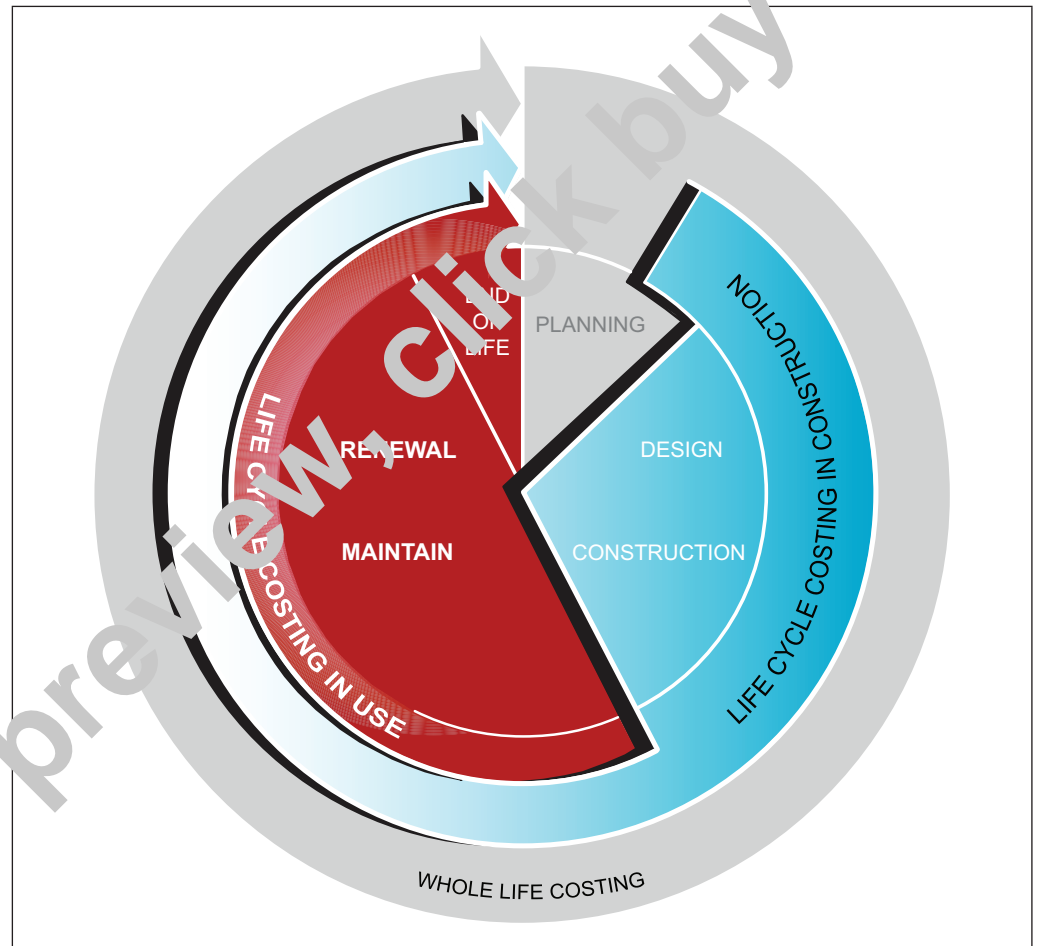 END
OF
LIFE
PLANNING
RENEWAL
DESIGN
MAINTAIN
CONSTRUCTION
LIFE CYCLE COSTING IN USE
LIFE CYCLE COSTING IN CONSTRUCTION
WHOLE LIFE COSTING
preview, click buy